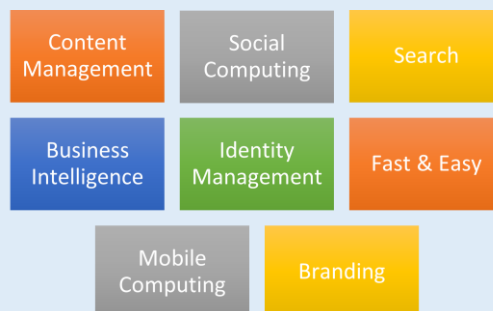 Content
Management
Social
Computing
Search
Business
Intelligence
Identity
Management
Fast & Easy
Mobile
Computing
Branding